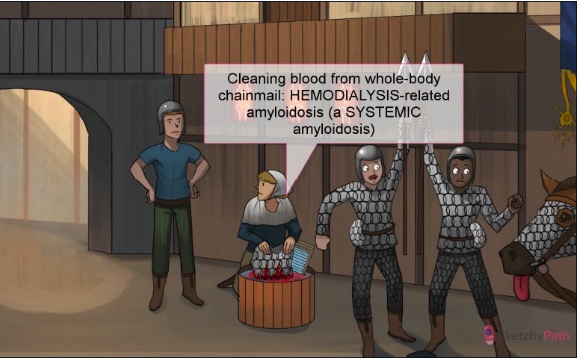 Cleaning blood from whole-body
chainmail: HEMODIALYSIS-related
amyloidosis (a SYSTEMIC
amyloidosis)
SketchyPath